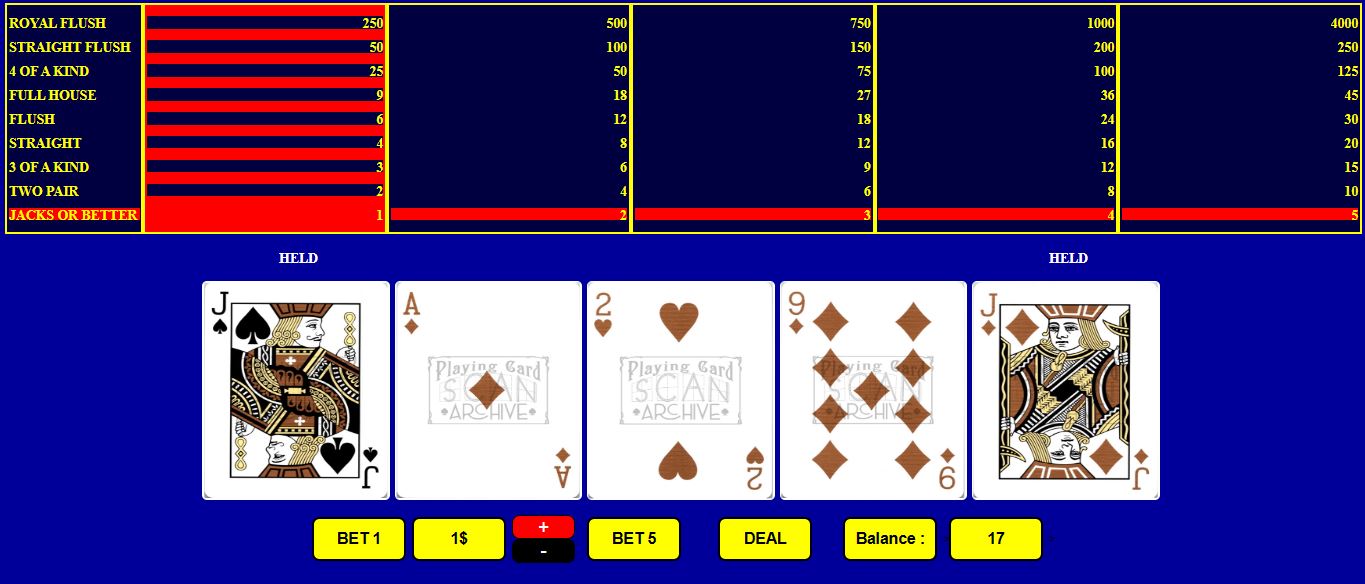 ROYAL FLUSH 250 500 750 1000 4000
STRAIGHT FLUSH 50 100 150 200 250
4 OF A KIND 25 50 75 100 125
FULL HOUSE 9 18 27 36 45
FLUSH 6 12 18 24 30
STRAIGHT 4 8 12 16 20
3 OF A KIND 3 6 9 12 15
TWO PAIR 2 4 6 8 10
JACKS OR BETTER 1 2 3 4 5
HELD HELD
J A 2 9 J
Playing Card Playing Card Playing Card
SCAN SCAN SCAN
ARCHIVE ARCHIVE ARCHIVE
J A 2 9 J
BET 1 1$ + - BET 5 DEAL Balance : 17